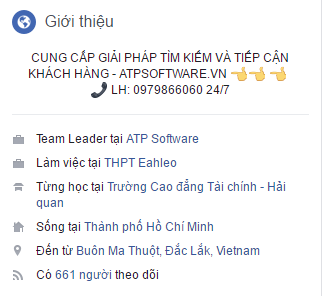 Giới thiệu
CUNG CẤP GIẢI PHÁP TÌM KIẾM VÀ TIẾP CẬN
KHÁCH HÀNG - ATPSOFTWARE.VN 👈👈👈
📞 LH: 0979866060 24/7
Team Leader tại ATP Software
Làm việc tại THPT Eahleo
Từng học tại Trường Cao đẳng Tài chính - Hải
quan
Sống tại Thành phố Hồ Chí Minh
Đến từ Buôn Ma Thuột, Đắc Lắk, Vietnam
Có 661 người theo dõi